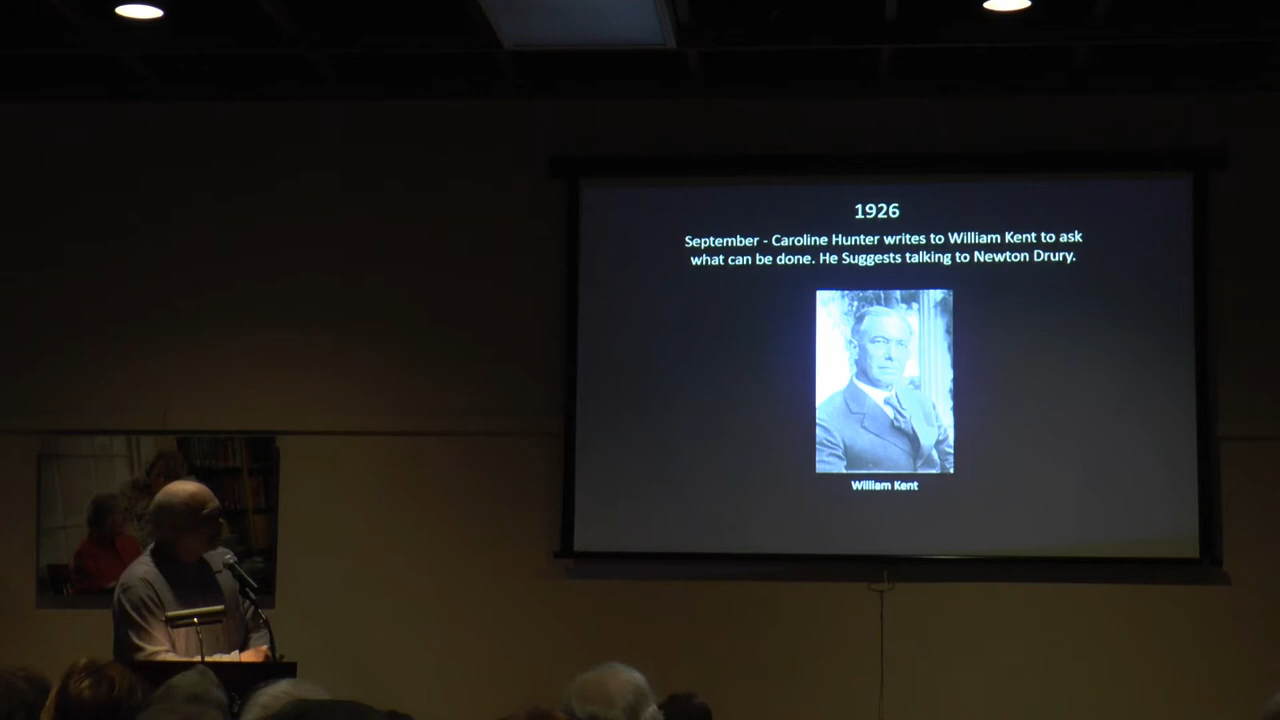 1926
September - Caroline Hunter writes to William Kent to ask
what can be done. He Suggests talking to Newton Drury.
William Kent